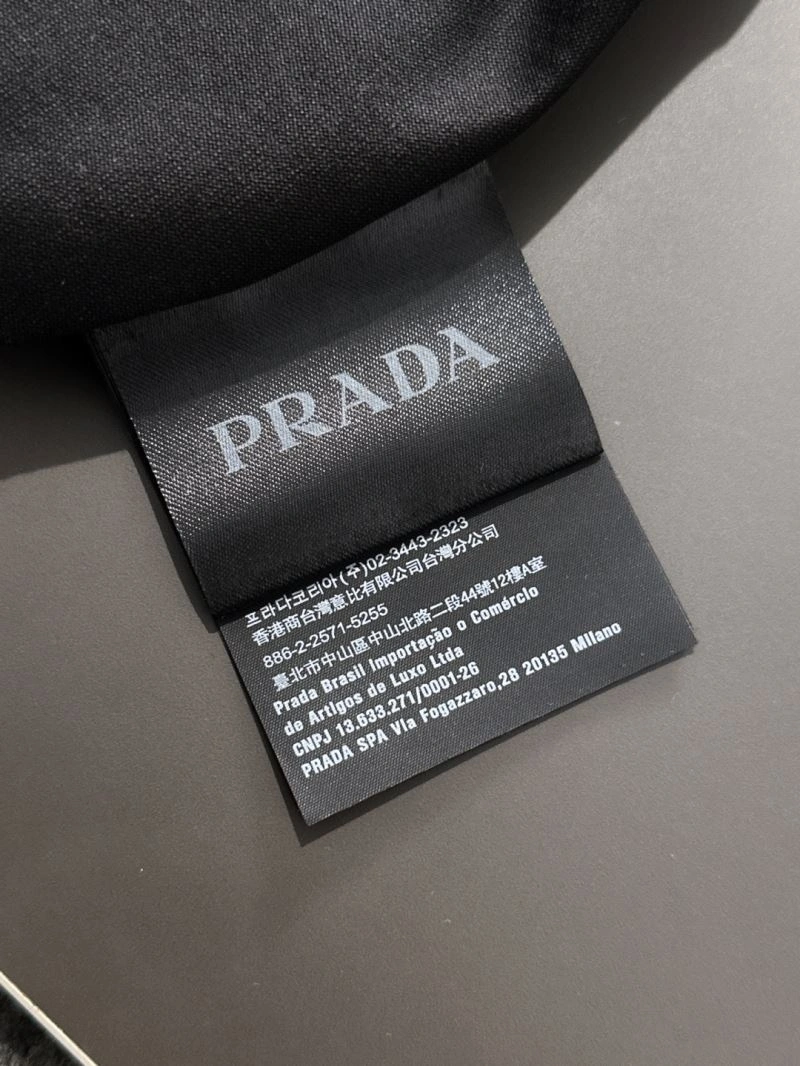 PRADA
프라다코리아(주)02-3443-2323
香港商台灣意比有限公司台灣分公司
886-2-2571-5255
臺北市中山區中山北路二段44號12樓A室
Prada Brasil Importação o Comércio
de Artigos de Luxo Ltda
CNPJ 13.633.271/0001-26
PRADA SPA Via Fogazzaro,28 20135 Milano